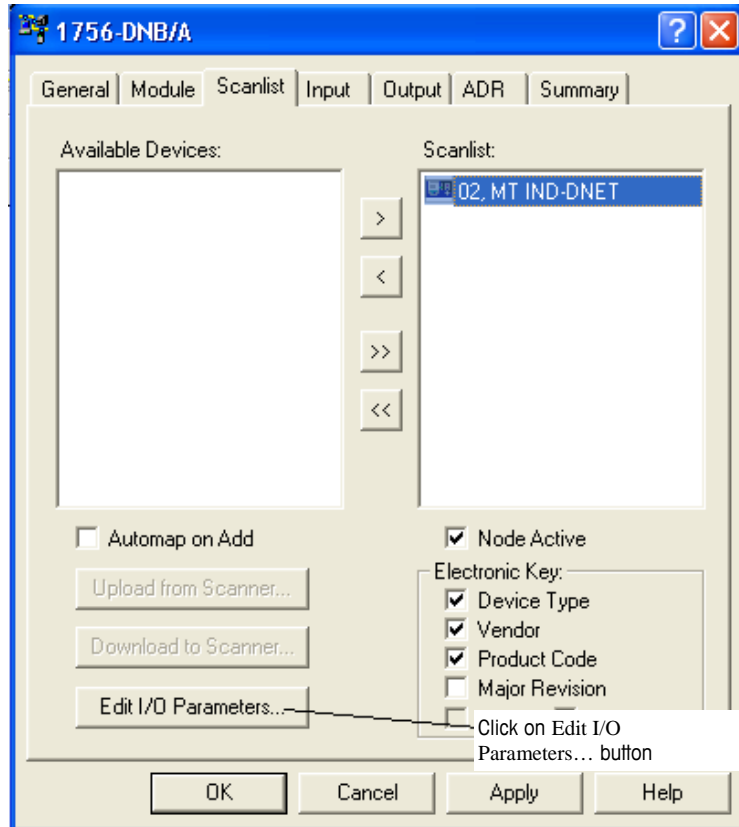 1756-DNB/A
General Module Scanlist Input Output ADR Summary
Available Devices:
Scanlist:
02, MT IND-DNET
>
<
>>
<<
Automap on Add
Node Active
Upload from Scanner...
Download to Scanner...
Edit I/O Parameters...
Electronic Key:
Device Type
Vendor
Product Code
Major Revision
Click on Edit I/O
Parameters… button
OK Cancel Apply Help